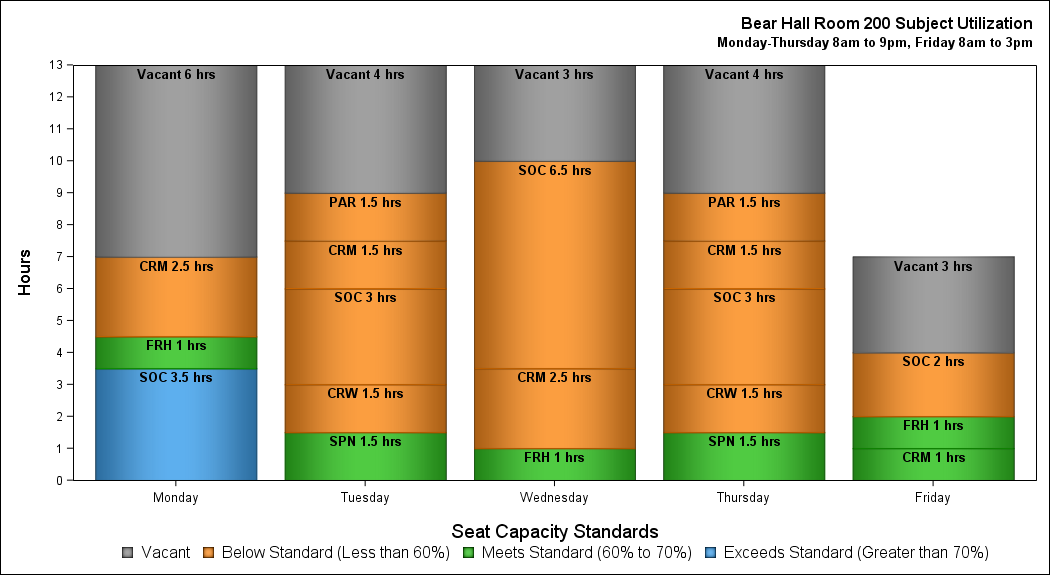 Bear Hall Room 200 Subject Utilization
Monday-Thursday 8am to 9pm, Friday 8am to 3pm
Hours
13
12
11
10
9
8
7
6
5
4
3
2
1
0
Vacant 6 hrs
CRM 2.5 hrs
FRH 1 hrs
SOC 3.5 hrs
Vacant 4 hrs
PAR 1.5 hrs
CRM 1.5 hrs
SOC 3 hrs
CRW 1.5 hrs
SPN 1.5 hrs
Vacant 3 hrs
SOC 6.5 hrs
CRM 2.5 hrs
FRH 1 hrs
Vacant 4 hrs
PAR 1.5 hrs
CRM 1.5 hrs
SOC 3 hrs
CRW 1.5 hrs
SPN 1.5 hrs
Vacant 3 hrs
SOC 2 hrs
FRH 1 hrs
CRM 1 hrs
Monday Tuesday Wednesday Thursday Friday
Seat Capacity Standards
Vacant Below Standard (Less than 60%) Meets Standard (60% to 70%) Exceeds Standard (Greater than 70%)